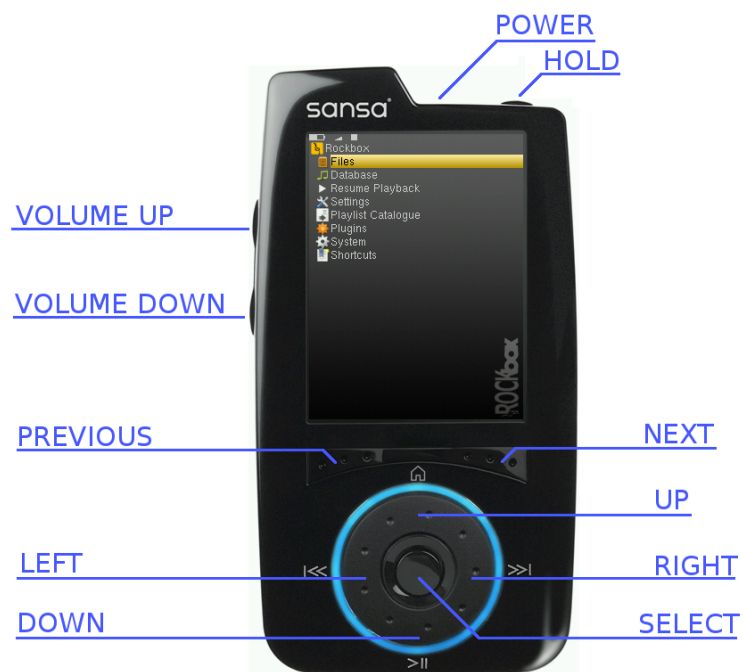 POWER
HOLD
sansa
Rockbox
Files
Database
Resume Playback
Settings
Playlist Catalogue
Plugins
System
Shortcuts
VOLUME UP
VOLUME DOWN
ROCKbox
PREVIOUS
NEXT
UP
LEFT
RIGHT
DOWN
SELECT